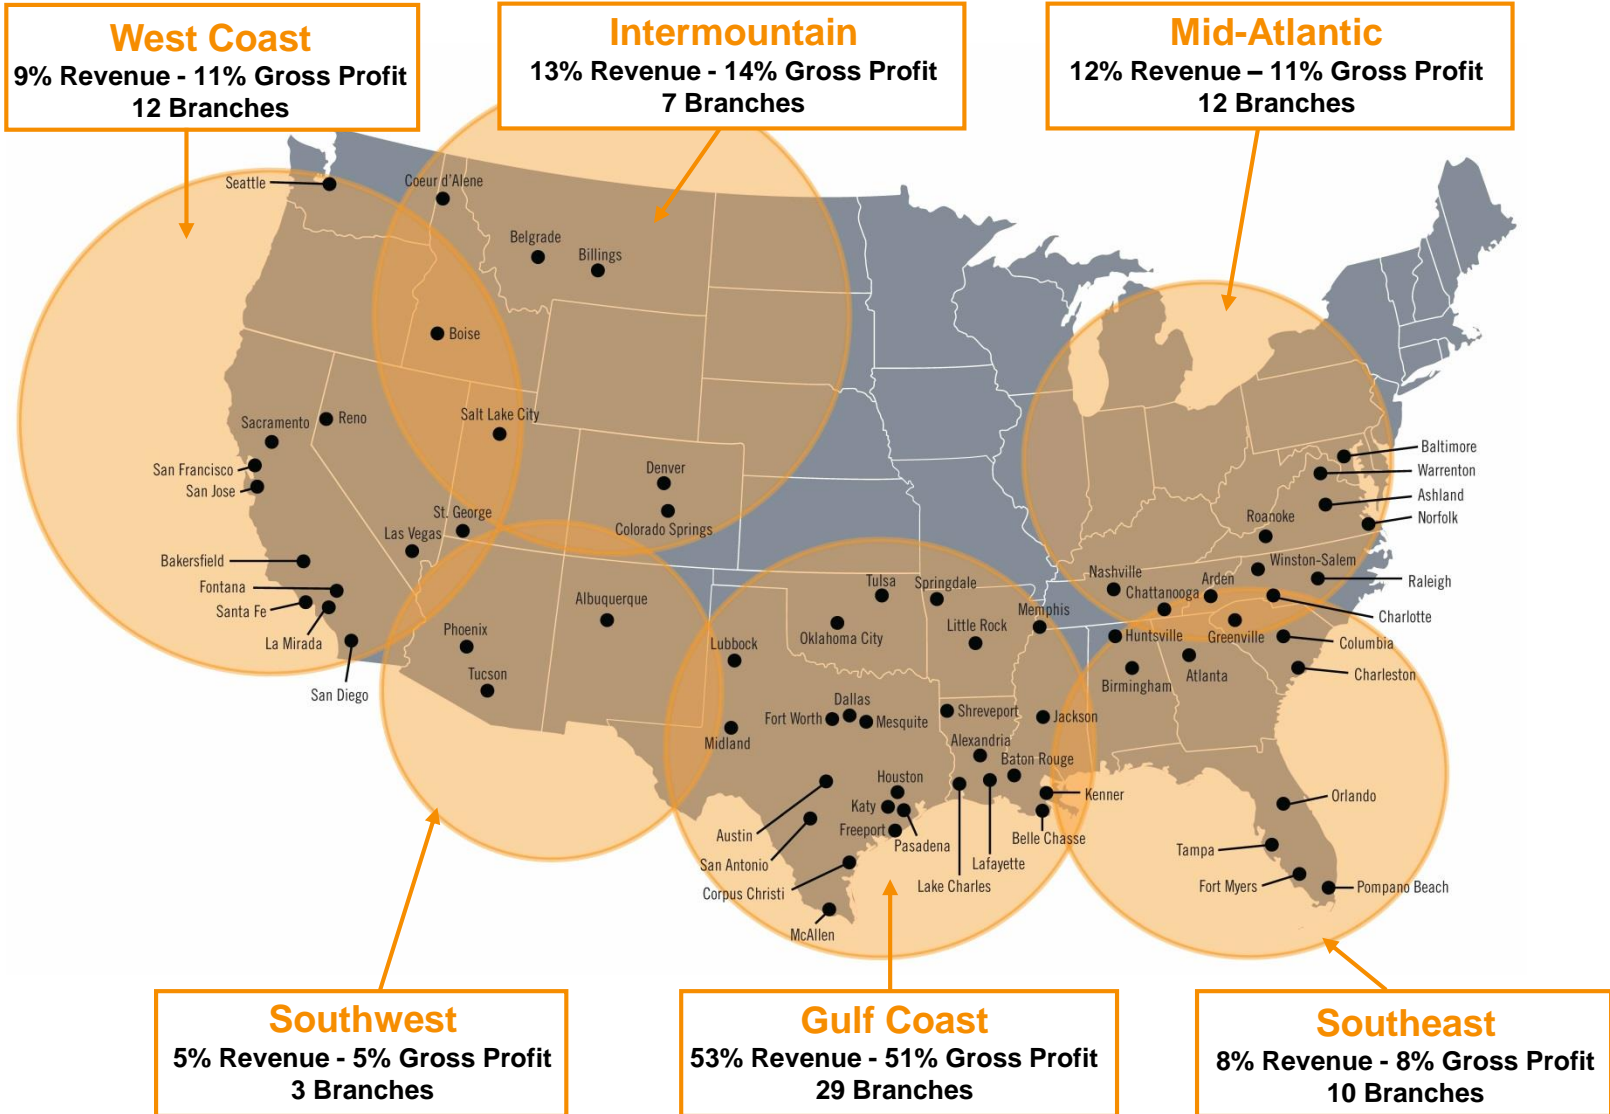 West Coast
9% Revenue - 11% Gross Profit
12 Branches
Intermountain
13% Revenue - 14% Gross Profit
7 Branches
Mid-Atlantic
12% Revenue – 11% Gross Profit
12 Branches
Seattle
Coeur d'Alene
Belgrade
Billings
Boise
Salt Lake City
Sacramento
Reno
San Francisco
San Jose
Denver
Colorado Springs
St. George
Las Vegas
Bakersfield
Fontana
Santa Fe
La Mirada
San Diego
Phoenix
Tucson
Albuquerque
Lubbock
Midland
Tulsa
Springdale
Oklahoma City
Little Rock
Memphis
Dallas
Fort Worth
Mesquite
Shreveport
Jackson
Alexandria
Baton Rouge
Houston
Katy
Freeport
Pasadena
Kenner
Belle Chasse
Lafayette
Lake Charles
Austin
San Antonio
Corpus Christi
McAllen
Baltimore
Warrenton
Ashland
Norfolk
Roanoke
Winston-Salem
Raleigh
Nashville
Chattanooga
Arden
Charlotte
Huntsville
Greenville
Columbia
Birmingham
Atlanta
Charleston
Orlando
Tampa
Fort Myers
Pompano Beach
Southwest
5% Revenue - 5% Gross Profit
3 Branches
Gulf Coast
53% Revenue - 51% Gross Profit
29 Branches
Southeast
8% Revenue - 8% Gross Profit
10 Branches